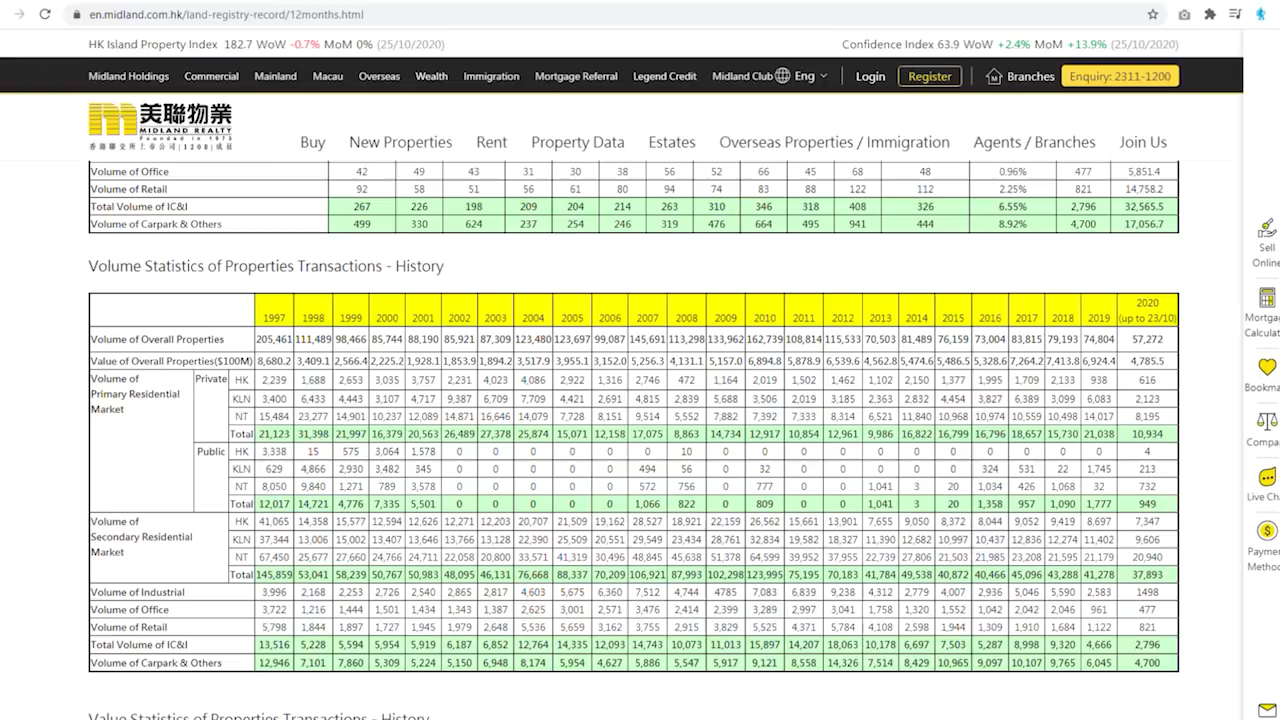 en.midland.com.hk/land-registry-record/12months.html
HK Island Property Index 182.7 WoW -0.7% MoM 0% (25/10/2020) Confidence Index 63.9 WoW +2.4% MoM +13.9% (25/10/2020)
Midland Holdings Commercial Mainland Macau Overseas Wealth Immigration Mortgage Referral Legend Credit Midland Club Eng Login Register Branches Enquiry: 2311-1200
美聯物業
MIDLAND REALTY
Founded in 1973
香港聯交所上市公司(1200)成員
Buy New Properties Rent Property Data Estates Overseas Properties / Immigration Agents / Branches Join Us
Volume of Office 42 49 43 31 30 38 56 52 66 45 68 48 0.96% 477 5,851.4
Volume of Retail 92 58 51 56 61 80 94 74 83 88 122 112 2.25% 821 14,758.2
Total Volume of IC&I 267 226 198 209 204 214 263 310 346 318 408 326 6.55% 2,796 32,565.5
Volume of Carpark & Others 499 330 624 237 254 246 319 476 664 495 941 444 8.92% 4,700 17,056.7
Volume Statistics of Properties Transactions - History
1997 1998 1999 2000 2001 2002 2003 2004 2005 2006 2007 2008 2009 2010 2011 2012 2013 2014 2015 2016 2017 2018 2019 2020 (up to 23/10)
Volume of Overall Properties 205,461 111,489 98,466 85,744 88,190 85,921 87,309 123,480 123,697 99,087 145,691 113,298 133,962 162,739 108,814 115,533 70,503 81,489 76,159 73,004 83,815 79,193 74,804 57,272
Value of Overall Properties($100M) 8,680.2 3,409.1 2,566.4 2,225.2 1,928.1 1,853.9 1,894.2 3,517.9 3,955.1 3,152.0 5,256.3 4,131.1 5,157.0 6,894.8 5,878.9 6,533.9 4,562.8 5,474.6 5,486.5 5,328.6 7,264.2 7,413.8 6,924.4 4,785.5
Volume of Primary Residential Market Private HK 2,239 1,688 2,653 3,035 3,757 2,231 4,023 4,086 2,922 1,316 2,746 472 1,164 2,019 1,502 1,462 1,102 2,150 1,377 1,995 1,709 2,133 938 616
KLN 3,400 6,433 4,443 3,107 4,717 9,387 6,709 7,709 4,421 2,691 4,815 2,839 5,688 3,506 2,019 3,185 2,363 2,832 4,454 3,827 6,389 3,099 6,083 2,123
NT 15,484 23,277 14,901 10,237 12,089 14,871 16,646 14,079 7,728 8,151 9,514 5,552 7,882 7,392 7,333 8,314 6,521 11,840 10,968 10,974 10,559 10,498 14,017 8,195
Total 21,123 31,398 21,997 16,379 20,563 26,489 27,378 25,874 15,071 12,158 17,075 8,863 14,734 12,917 10,854 12,961 9,986 16,822 16,799 16,796 18,657 15,730 21,038 10,934
Public HK 3,338 15 575 3,064 1,578 0 0 0 0 0 0 10 0 0 0 0 0 0 0 0 0 0 0 4
KLN 629 4,866 2,930 3,482 345 0 0 0 0 0 494 56 0 32 0 0 0 0 0 324 531 22 1,745 213
NT 8,050 9,840 1,271 789 3,578 0 0 0 0 0 572 756 0 777 0 0 1,041 3 20 1,034 426 1,068 32 732
Total 12,017 14,721 4,776 7,335 5,501 0 0 0 0 0 1,066 822 0 809 0 0 1,041 3 20 1,358 957 1,090 1,777 949
Volume of Secondary Residential Market HK 41,065 14,358 15,577 12,594 12,626 12,271 12,203 20,707 21,509 19,162 28,527 18,921 22,159 26,562 15,661 13,901 7,655 9,050 8,372 8,044 9,052 9,419 8,697 7,347
KLN 37,344 13,006 15,002 13,407 13,646 13,766 13,128 22,390 25,509 20,551 29,549 23,434 28,761 32,834 19,582 18,327 11,390 12,682 10,997 10,437 12,836 12,274 11,402 9,606
NT 67,450 25,677 27,660 24,766 24,711 22,058 20,800 33,571 41,319 30,496 48,845 45,638 51,378 64,599 39,952 37,955 22,739 27,806 21,503 21,985 23,208 21,595 21,179 20,940
Total 145,859 53,041 58,239 50,767 50,983 48,095 46,131 76,668 88,337 70,209 106,921 87,993 102,298 123,995 75,195 70,183 41,784 49,538 40,872 40,466 45,096 43,288 41,278 37,893
Volume of Industrial 3,996 2,168 2,253 2,726 2,540 2,865 2,817 4,603 5,675 6,360 7,512 4,744 4785 7,083 6,839 9,238 4,312 2,779 4,007 2,936 5,046 5,590 2,583 1498
Volume of Office 3,722 1,216 1,444 1,501 1,434 1,343 1,387 2,625 3,001 2,571 3,476 2,414 2,399 3,289 2,997 3,041 1,758 1,320 1,552 1,042 2,042 2,046 961 477
Volume of Retail 5,798 1,844 1,897 1,727 1,945 1,979 2,648 5,536 5,659 3,162 3,755 2,915 3,829 5,525 4,371 5,784 4,108 2,598 1,944 1,309 1,910 1,684 1,122 821
Total Volume of IC&I 13,516 5,228 5,594 5,954 5,919 6,187 6,852 12,764 14,335 12,093 14,743 10,073 11,013 15,897 14,207 18,063 10,178 6,697 7,503 5,287 8,998 9,320 4,666 2,796
Volume of Carpark & Others 12,946 7,101 7,860 5,309 5,224 5,150 6,948 8,174 5,954 4,627 5,886 5,547 5,917 9,121 8,558 14,326 7,514 8,429 10,965 9,097 10,107 9,765 6,045 4,700
Value Statistics of Properties Transactions - History
Sell
Online
Mortga
Calculat
Bookma
Compa
Live Cha
Payme
Method